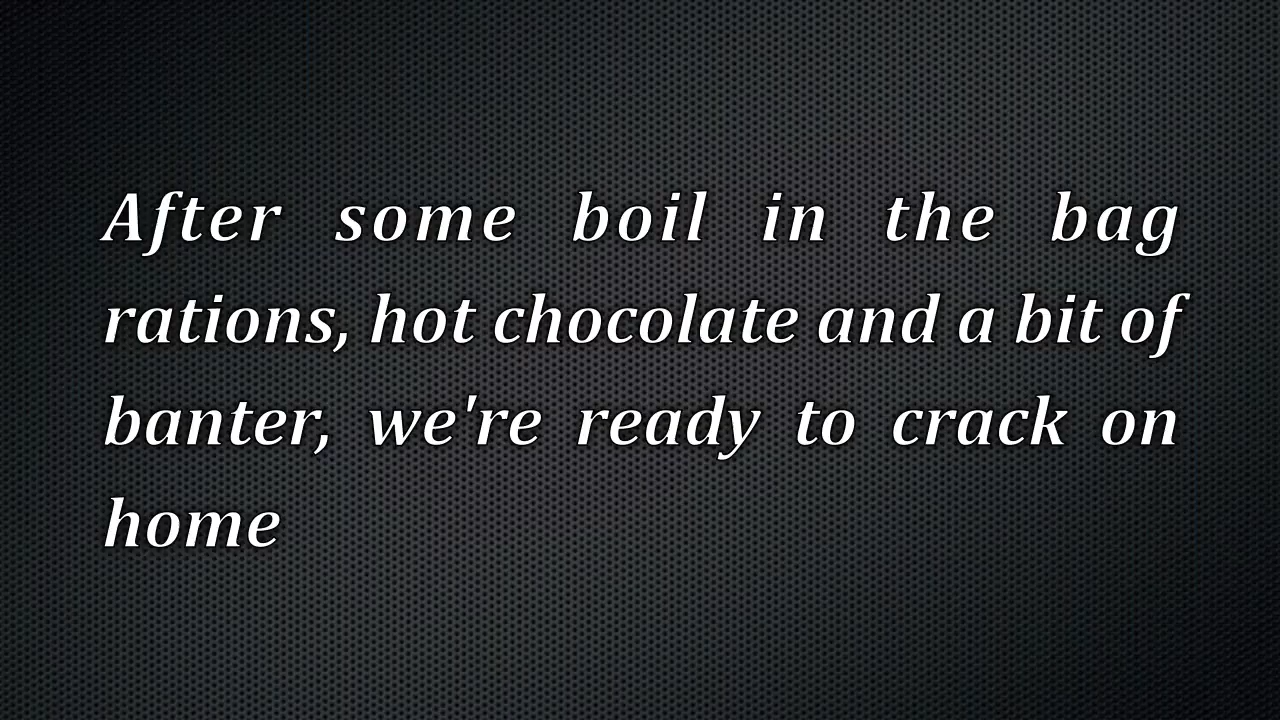 After some boil in the bag
rations, hot chocolate and a bit of
banter, we're ready to crack on
home